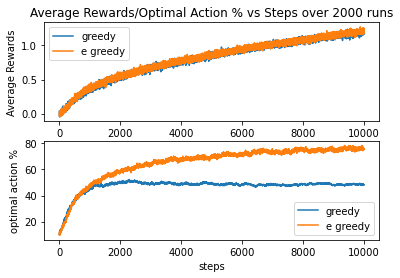 Average Rewards/Optimal Action % vs Steps over 2000 runs
greedy
e greedy
Average Rewards
1.0
0.5
0.0
0 2000 4000 6000 8000 10000
80
60
40
20
optimal action %
greedy
e greedy
0 2000 4000 6000 8000 10000
steps